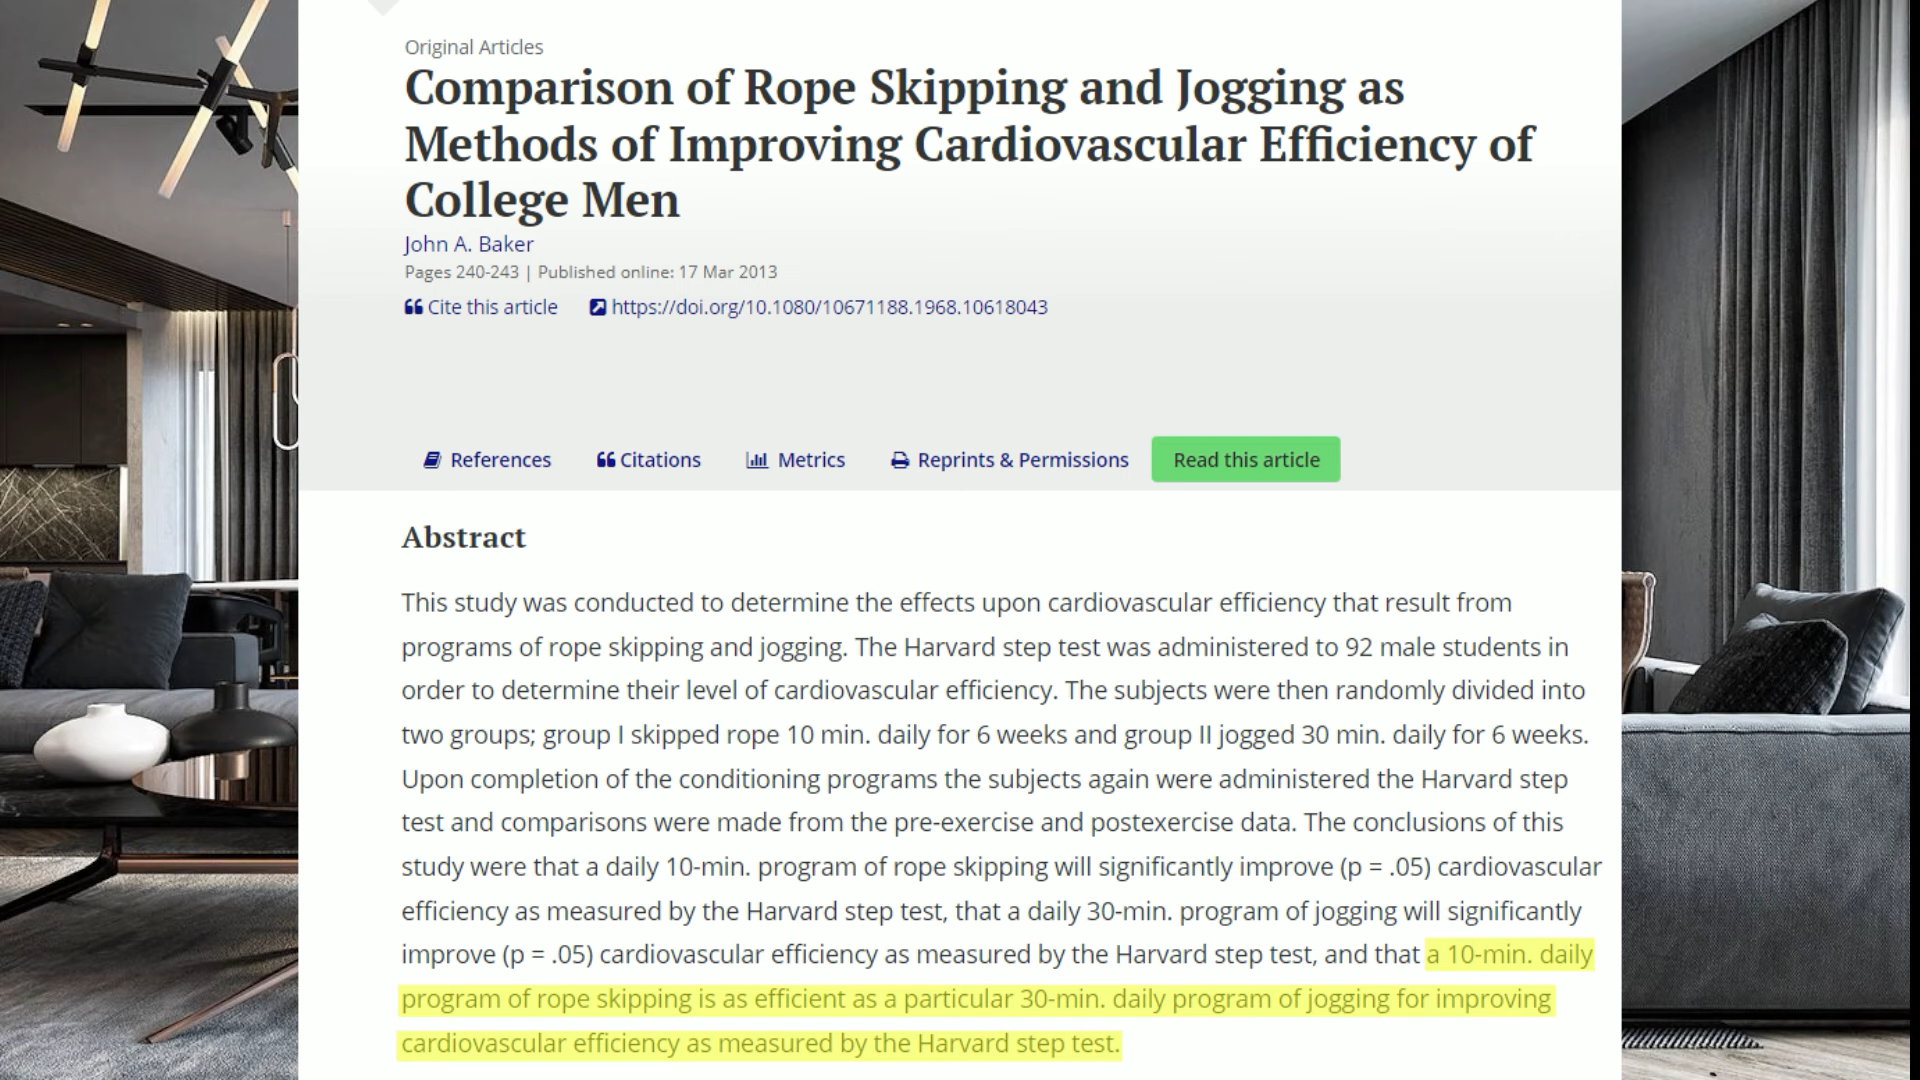 Original Articles
Comparison of Rope Skipping and Jogging as
Methods of Improving Cardiovascular Efficiency of
College Men
John A. Baker
Pages 240-243 | Published online: 17 Mar 2013
Cite this article https://doi.org/10.1080/10671188.1968.10618043
References Citations Metrics Reprints & Permissions Read this article
Abstract
This study was conducted to determine the effects upon cardiovascular efficiency that result from
programs of rope skipping and jogging. The Harvard step test was administered to 92 male students in
order to determine their level of cardiovascular efficiency. The subjects were then randomly divided into
two groups; group I skipped rope 10 min. daily for 6 weeks and group II jogged 30 min. daily for 6 weeks.
Upon completion of the conditioning programs the subjects again were administered the Harvard step
test and comparisons were made from the pre-exercise and postexercise data. The conclusions of this
study were that a daily 10-min. program of rope skipping will significantly improve (p = .05) cardiovascular
efficiency as measured by the Harvard step test, that a daily 30-min. program of jogging will significantly
improve (p = .05) cardiovascular efficiency as measured by the Harvard step test, and that a 10-min. daily
program of rope skipping is as efficient as a particular 30-min. daily program of jogging for improving
cardiovascular efficiency as measured by the Harvard step test.